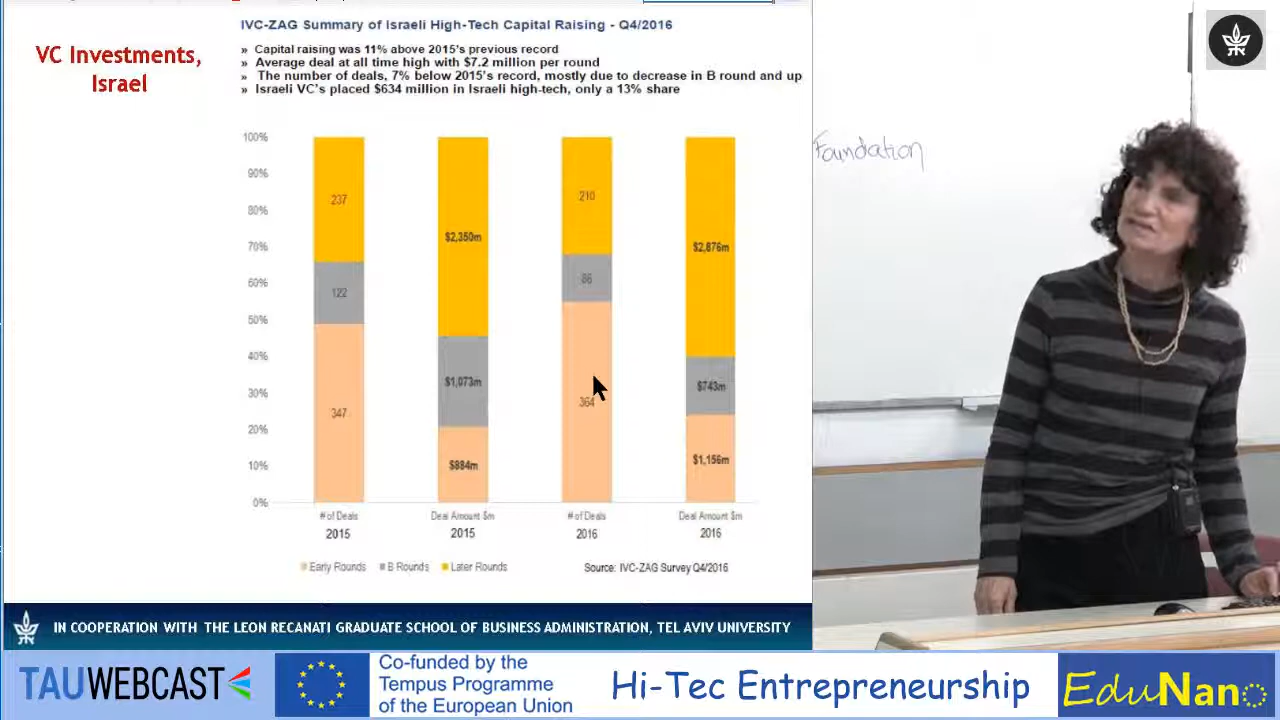 IVC-ZAG Summary of Israeli High-Tech Capital Raising - Q4/2016
VC Investments,
Israel
» Capital raising was 11% above 2015's previous record
» Average deal at all time high with $7.2 million per round
» The number of deals, 7% below 2015's record, mostly due to decrease in B round and up
» Israeli VC's placed $634 million in Israeli high-tech, only a 13% share
100%
90%
80%
70%
60%
50%
40%
30%
20%
10%
0%
237
122
347
$2,350m
$1,073m
$884m
210
86
364
$2,876m
$743m
$1,156m
# of Deals Deal Amount $m # of Deals Deal Amount $m
2015 2015 2016 2016
Early Rounds B Rounds Later Rounds Source: IVC-ZAG Survey Q4/2016
Foundation
IN COOPERATION WITH THE LEON RECANATI GRADUATE SCHOOL OF BUSINESS ADMINISTRATION, TEL AVIV UNIVERSITY
TAUWEBCAST
Co-funded by the
Tempus Programme
of the European Union
Hi-Tec Entrepreneurship
EduNano